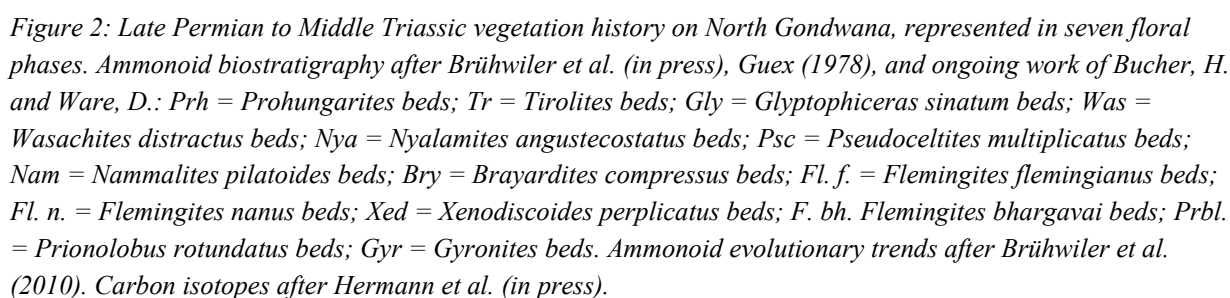 Figure 2: Late Permian to Middle Triassic vegetation history on North Gondwana, represented in seven floral
phases. Ammonoid biostratigraphy after Brühwiler et al. (in press), Guex (1978), and ongoing work of Bucher, H.
and Ware, D.: Prh = Prohungarites beds; Tr = Tirolites beds; Gly = Glyptophiceras sinatum beds; Was =
Wasachites distractus beds; Nya = Nyalamites angustecostatus beds; Psc = Pseudoceltites multiplicatus beds;
Nam = Nammalites pilatoides beds; Bry = Brayardites compressus beds; Fl. f. = Flemingites flemingianus beds;
Fl. n. = Flemingites nanus beds; Xed = Xenodiscoides perplicatus beds; F. bh. Flemingites bhargavai beds; Prbl.
= Prionolobus rotundatus beds; Gyr = Gyronites beds. Ammonoid evolutionary trends after Brühwiler et al.
(2010). Carbon isotopes after Hermann et al. (in press).